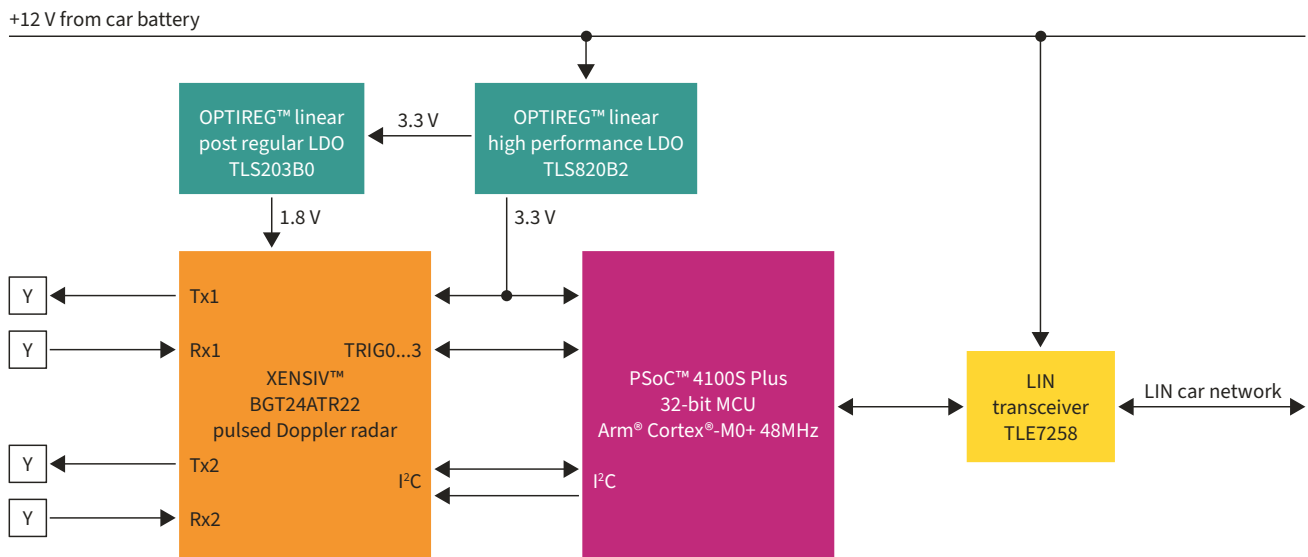 +12 V from car battery
OPTIREG™ linear
post regular LDO
TLS203B0
3.3 V
OPTIREG™ linear
high performance LDO
TLS820B2
1.8 V
3.3 V
Y
Tx1
Y
Rx1
TRIG0...3
XENSIV™
BGT24ATR22
pulsed Doppler radar
Y
Tx2
I²C
Y
Rx2
PSoC™ 4100S Plus
32-bit MCU
Arm® Cortex®-M0+ 48MHz
I²C
LIN
transceiver
TLE7258
LIN car network